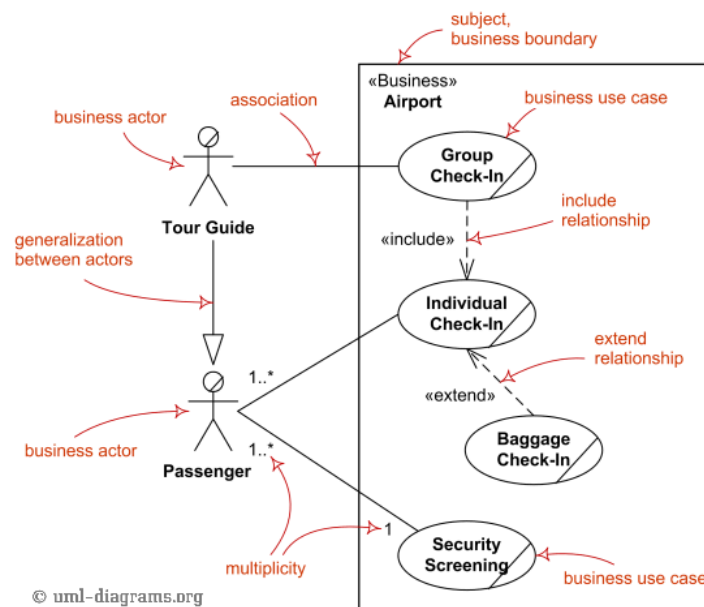 subject,
business boundary
«Business»
Airport
association
business use case
business actor
Group
Check-In
Tour Guide
include
relationship
«include»
generalization
between actors
Individual
Check-In
extend
relationship
1..*
«extend»
business actor
Baggage
Check-In
1..*
Passenger
1
multiplicity
Security
Screening
business use case
© uml-diagrams.org